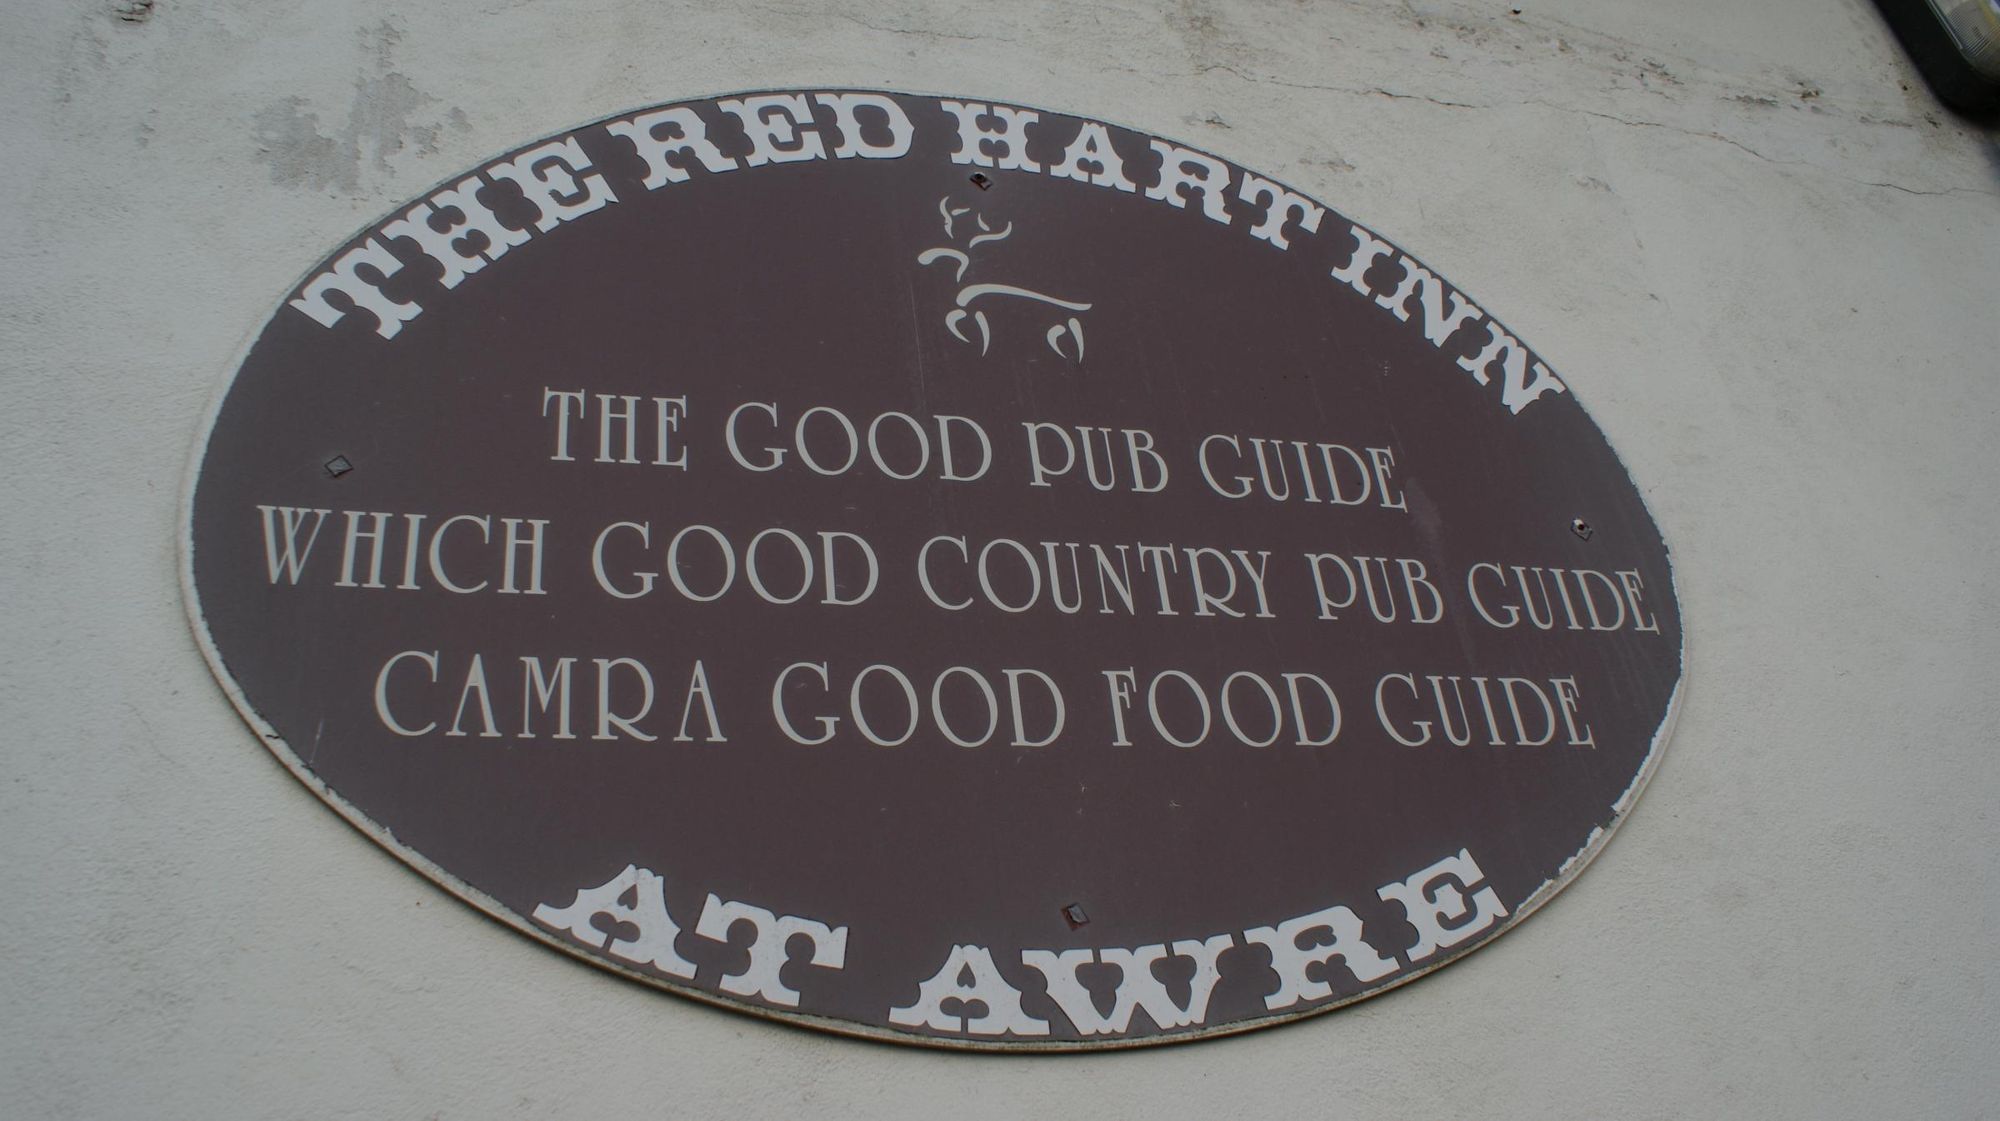 THE RED HART INN
THE GOOD PUB GUIDE
WHICH GOOD COUNTRY PUB GUIDE
CAMRA GOOD FOOD GUIDE
AT AWRE